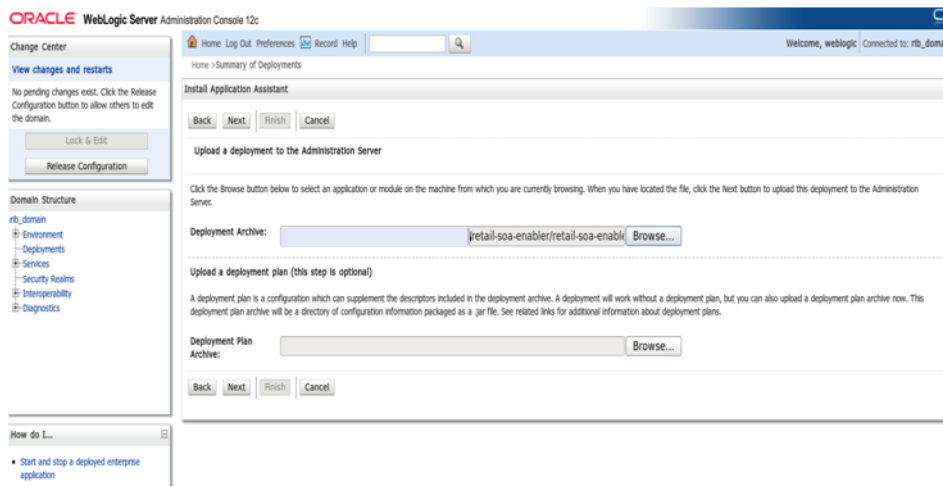 ORACLE WebLogic Server Administration Console 12c
Change Center
View changes and restarts
No pending changes exist. Click the Release
Configuration button to allow others to edit
the domain.
Lock & Edit
Release Configuration
Domain Structure
rib_domain
Environment
Deployments
Services
Security Realms
Interoperability
Diagnostics
How do I...
Start and stop a deployed enterprise
application
Home Log Out Preferences Record Help
Welcome, weblogic Connected to: rib_doma
Home >Summary of Deployments
Install Application Assistant
Back Next Finish Cancel
Upload a deployment to the Administration Server
Click the Browse button below to select an application or module on the machine from which you are currently browsing. When you have located the file, click the Next button to upload this deployment to the Administration
Server.
Deployment Archive: /retail-soa-enabler/retail-soa-enable Browse...
Upload a deployment plan (this step is optional)
A deployment plan is a configuration which can supplement the descriptors included in the deployment archive. A deployment will work without a deployment plan, but you can also upload a deployment plan archive now. This
deployment plan archive will be a directory of configuration information packaged as a .jar file. See related links for additional information about deployment plans.
Deployment Plan
Archive:
Browse...
Back Next Finish Cancel